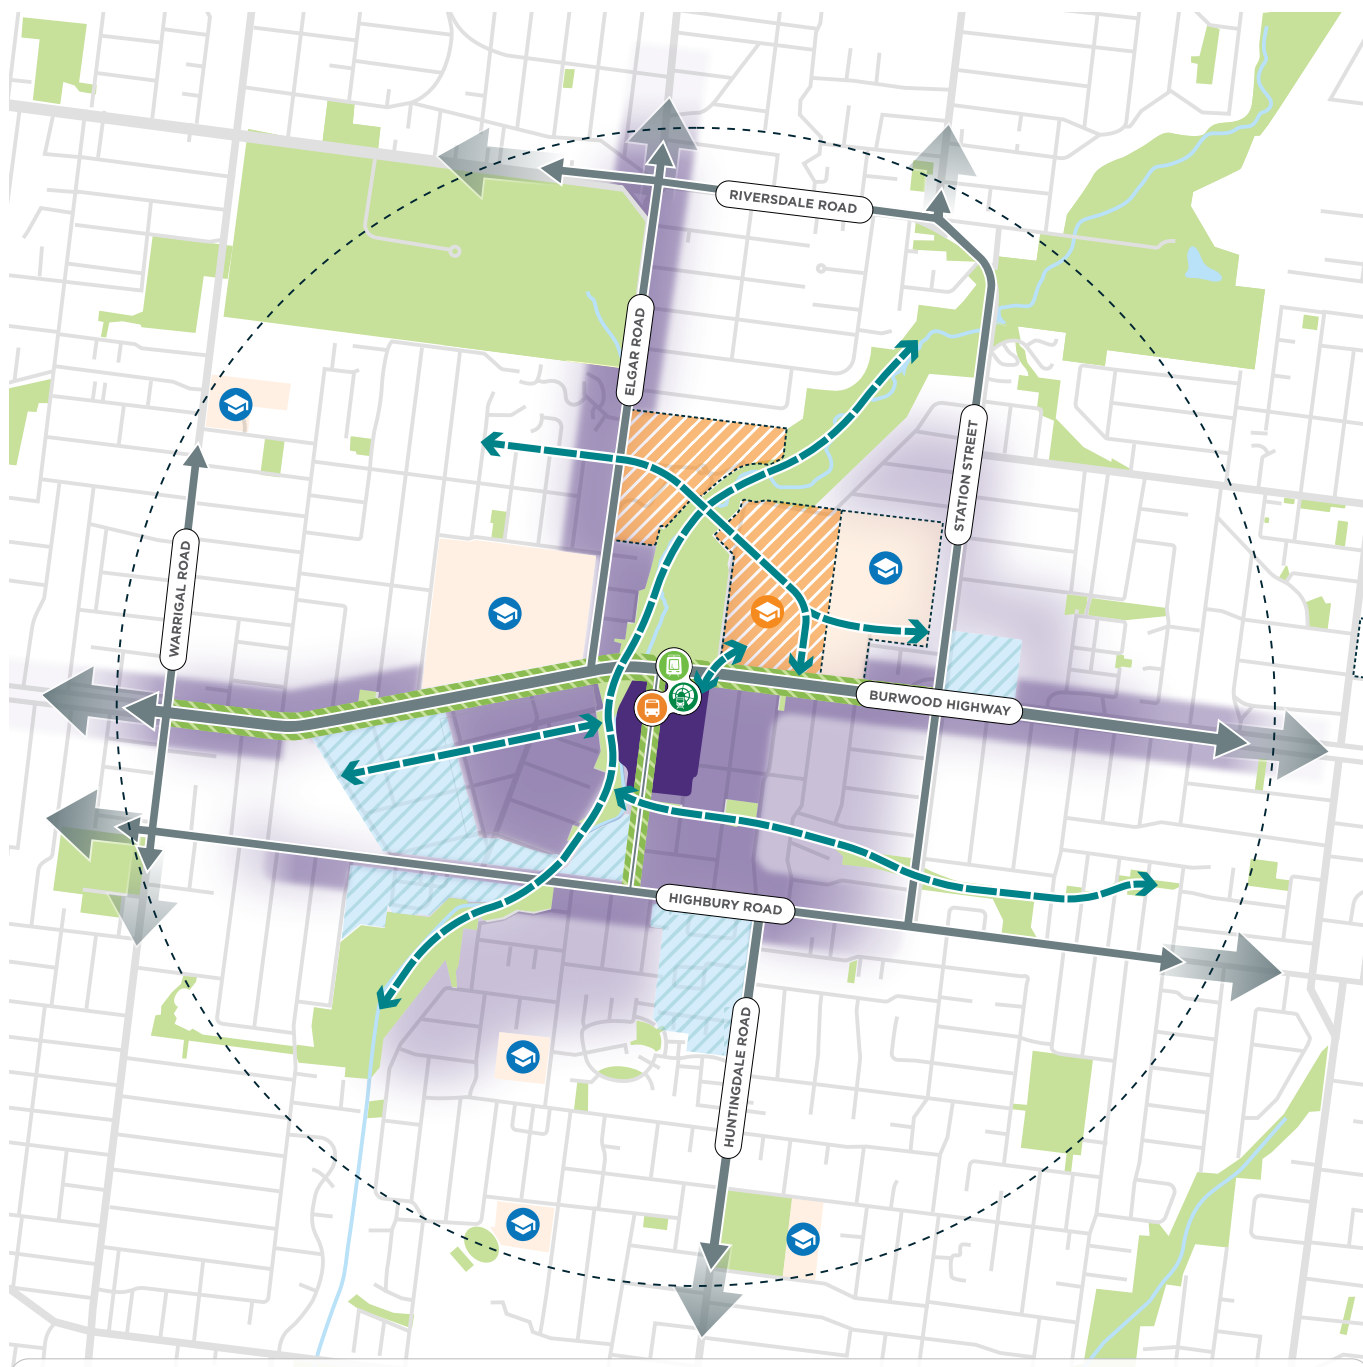 RIVERSDALE ROAD
ELGAR ROAD
STATION STREET
WARRIGAL ROAD
BURWOOD HIGHWAY
HIGHBURY ROAD
HUNTINGDALE ROAD